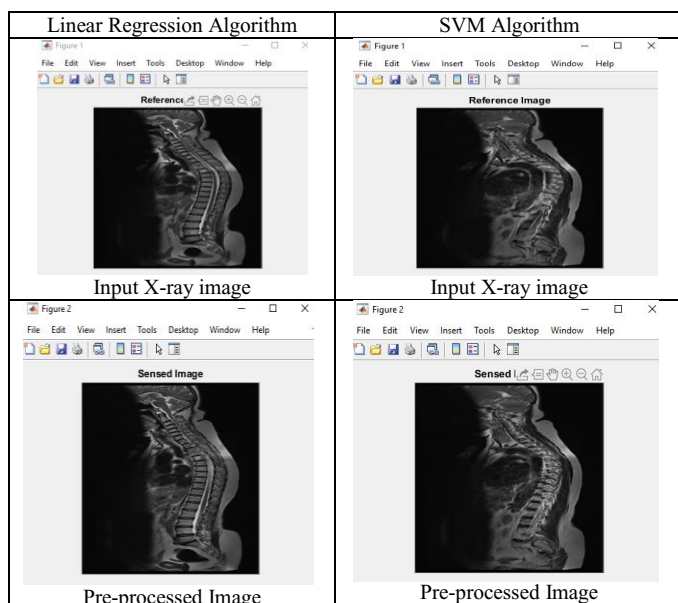 Linear Regression Algorithm
SVM Algorithm
Figure 1
File Edit View Insert Tools Desktop Window Help
Input X-ray image
Figure 1
File Edit View Insert Tools Desktop Window Help
Reference Image
Input X-ray image
Figure 2
File Edit View Insert Tools Desktop Window Help
Sensed Image
Pre-processed Image
Figure 2
File Edit View Insert Tools Desktop Window Help
Sensed
Pre-processed Image